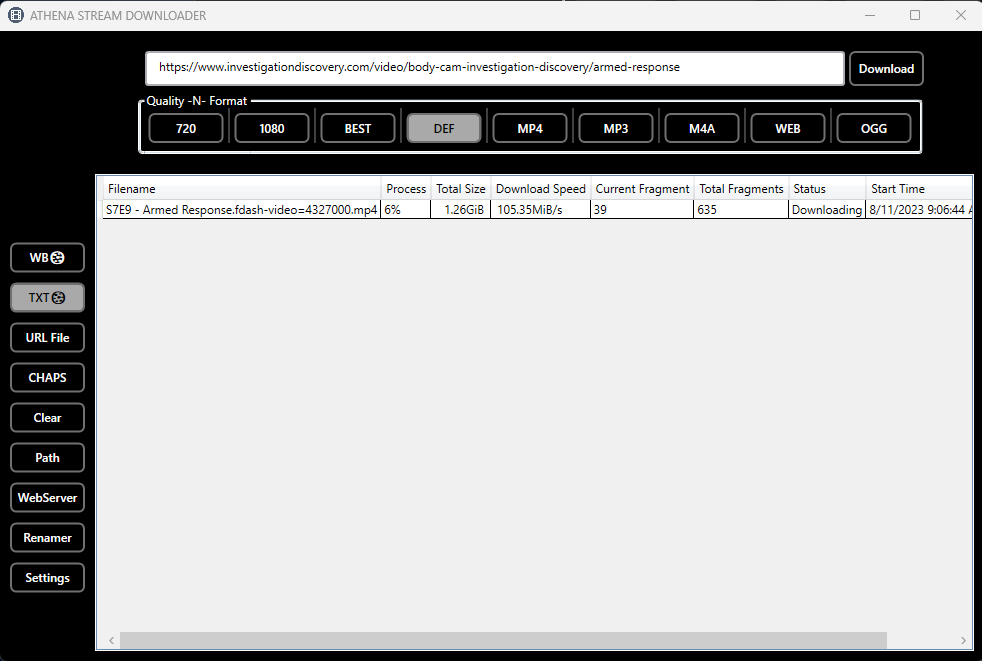 ATHENA STREAM DOWNLOADER
https://www.investigationdiscovery.com/video/body-cam-investigation-discovery/armed-response
Download
Quality -N- Format
720 1080 BEST DEF MP4 MP3 M4A WEB OGG
Filename Process Total Size Download Speed Current Fragment Total Fragments Status Start Time
S7E9 - Armed Response.fdash-video=4327000.mp4 6% 1.26GiB 105.35MiB/s 39 635 Downloading 8/11/2023 9:06:44 A
WB
TXT
URL File
CHAPS
Clear
Path
WebServer
Renamer
Settings